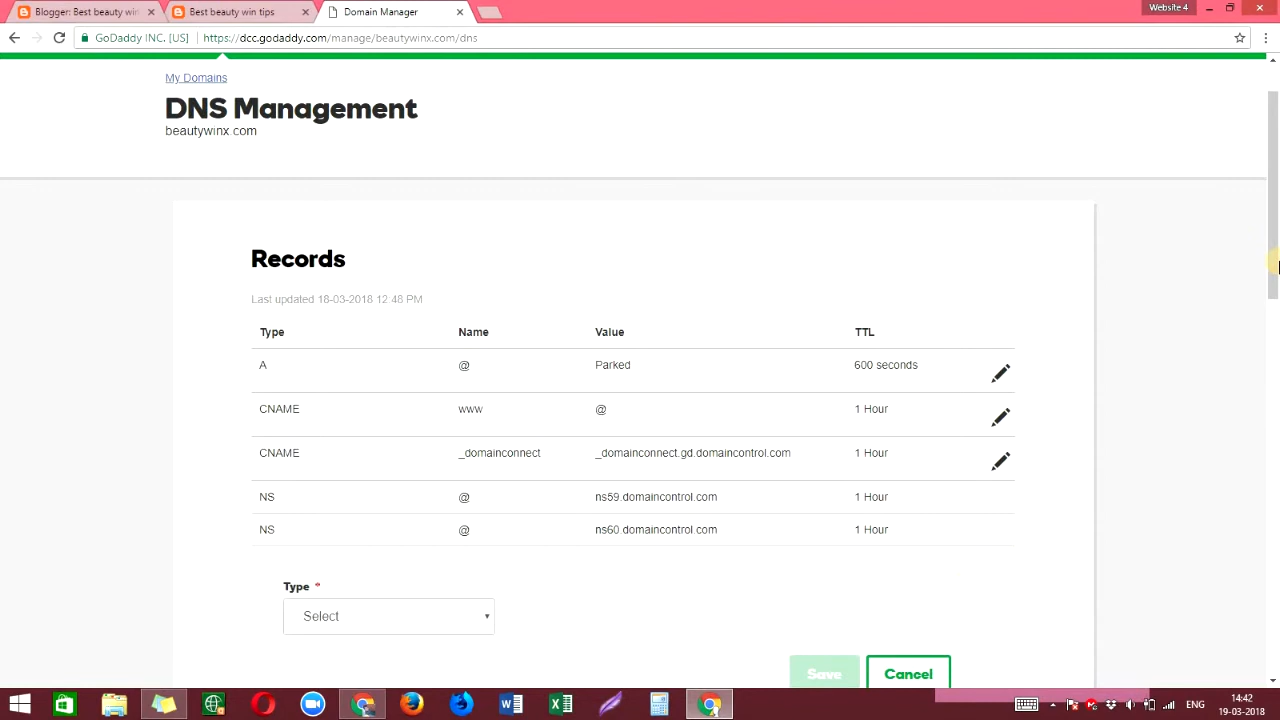 Blogger: Best beauty win
Best beauty win tips
Domain Manager
Website 4
GoDaddy INC. [US]
https://dcc.godaddy.com/manage/beautywinx.com/dns
My Domains
DNS Management
beautywinx.com
Records
Last updated 18-03-2018 12:48 PM
Type Name Value TTL
A @ Parked 600 seconds
CNAME www @ 1 Hour
CNAME _domainconnect _domainconnect.gd.domaincontrol.com 1 Hour
NS @ ns59.domaincontrol.com 1 Hour
NS @ ns60.domaincontrol.com 1 Hour
Type *
Select
Save Cancel
ENG
14:42
19-03-2018